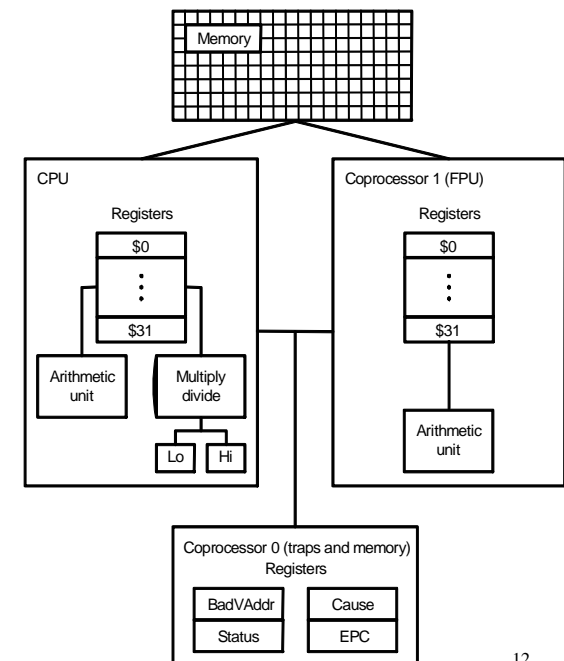 Memory
CPU
Registers
$0
$31
Arithmetic
unit
Multiply
divide
Lo
Hi
Coprocessor 1 (FPU)
Registers
$0
$31
Arithmetic
unit
Coprocessor 0 (traps and memory)
Registers
BadVAddr
Cause
Status
EPC
12